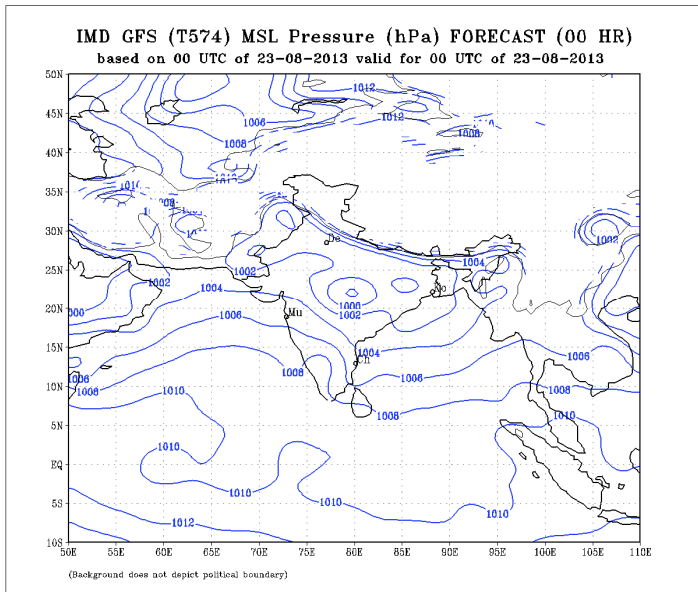 IMD GFS (T574) MSL Pressure (hPa) FORECAST (00 HR)
based on 00 UTC of 23-08-2013 valid for 00 UTC of 23-08-2013
50N
1012
45N
1006
1012
1008
1008
40N
35N
30N
De
1002
25N
1002
1002
1004
1004
1000
Ko
20N
1002
1006
Mu
15N
1004
1006
1006
1008
Ch
1006
1008
10N
1010
1008
1008
5N
1010
1010
EQ
1010
5S
1010
1010
1012
10S
50E 55E 60E 65E 70E 75E 80E 85E 90E 95E 100E 105E 110E
(Background does not depict political boundary)